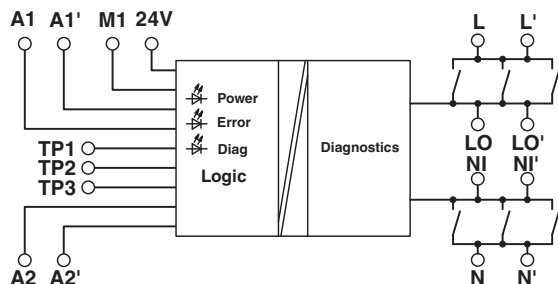 A1 A1' M1 24V L L'
Power
Error
TP1 Diag Diagnostics LO LO'
TP2 Logic NI NI'
TP3
A2 A2' N N'